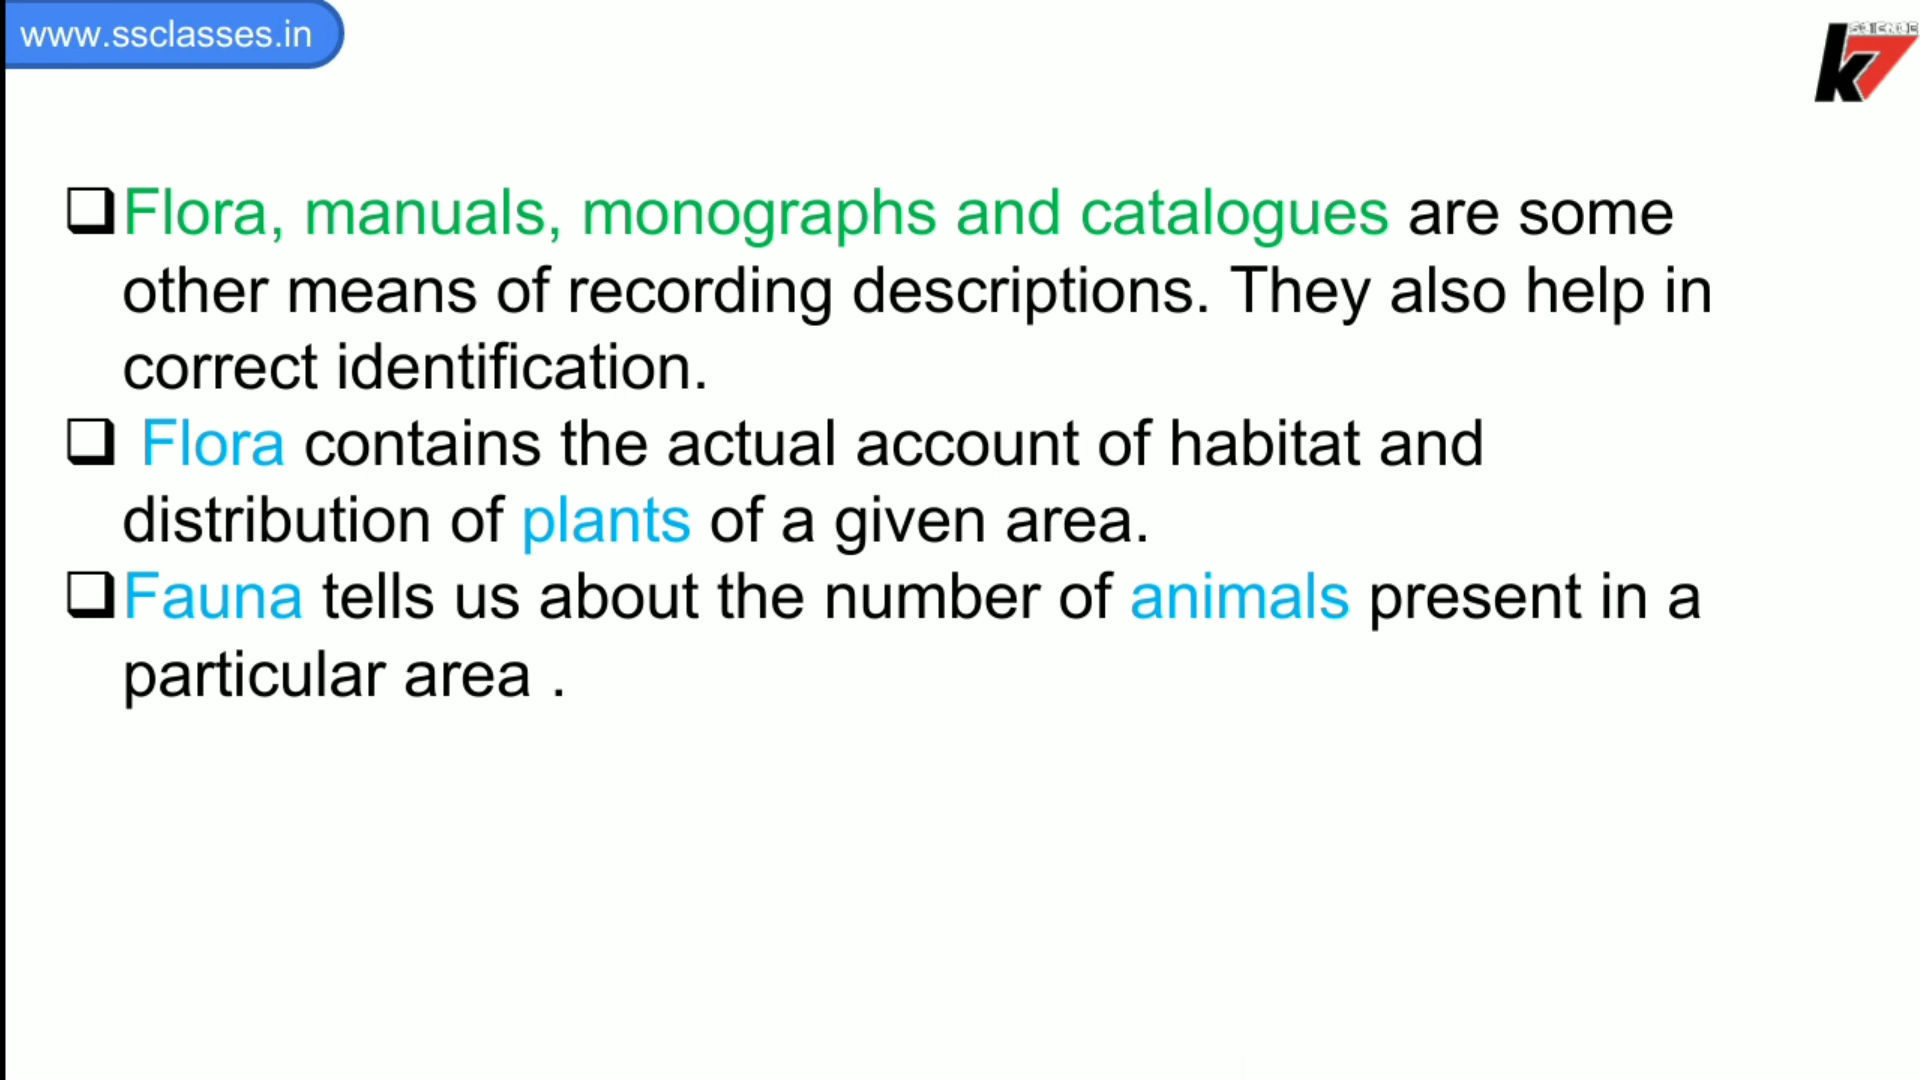 www.ssclasses.in
SCIENCE
k7
❑Flora, manuals, monographs and catalogues are some
other means of recording descriptions. They also help in
correct identification.
❑ Flora contains the actual account of habitat and
distribution of plants of a given area.
❑Fauna tells us about the number of animals present in a
particular area .